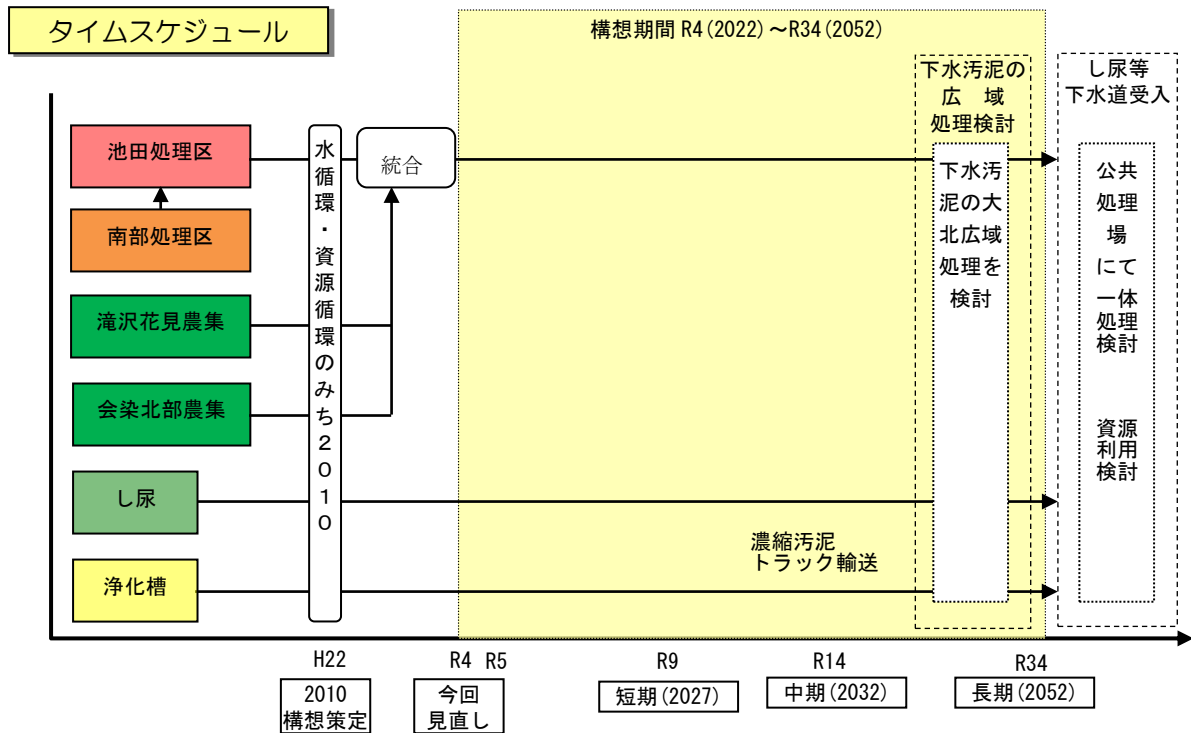 タイムスケジュール
構想期間 R4(2022)～R34(2052)
下水汚泥の
広　域
処理検討
し尿等
下水道受入
池田処理区
南部処理区
滝沢花見農集
会染北部農集
し尿
浄化槽
水循環・資源循環のみち２０１０
統合
下水汚
泥の大
北広域
処理を
検討
公共
処理
場
にて
一体
処理
検討
資源
利用
検討
濃縮汚泥
トラック輸送
H22
R4
R5
R9
R14
R34
2010
構想策定
今回
見直し
短期(2027)
中期(2032)
長期(2052)